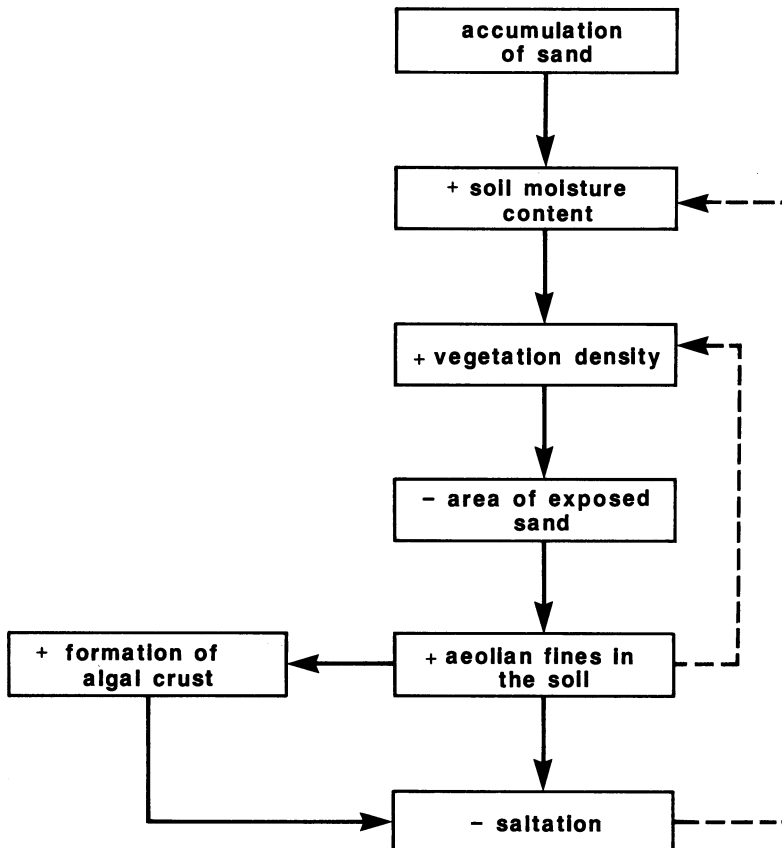 accumulation
of sand
+ soil moisture
content
+ vegetation density
− area of exposed
sand
+ formation of
algal crust
+ aeolian fines in
the soil
− saltation